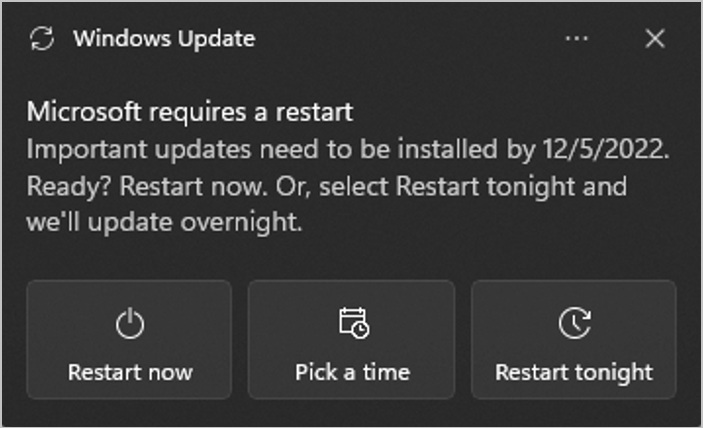 Windows Update
Microsoft requires a restart
Important updates need to be installed by 12/5/2022.
Ready? Restart now. Or, select Restart tonight and
we'll update overnight.
Restart now
Pick a time
Restart tonight